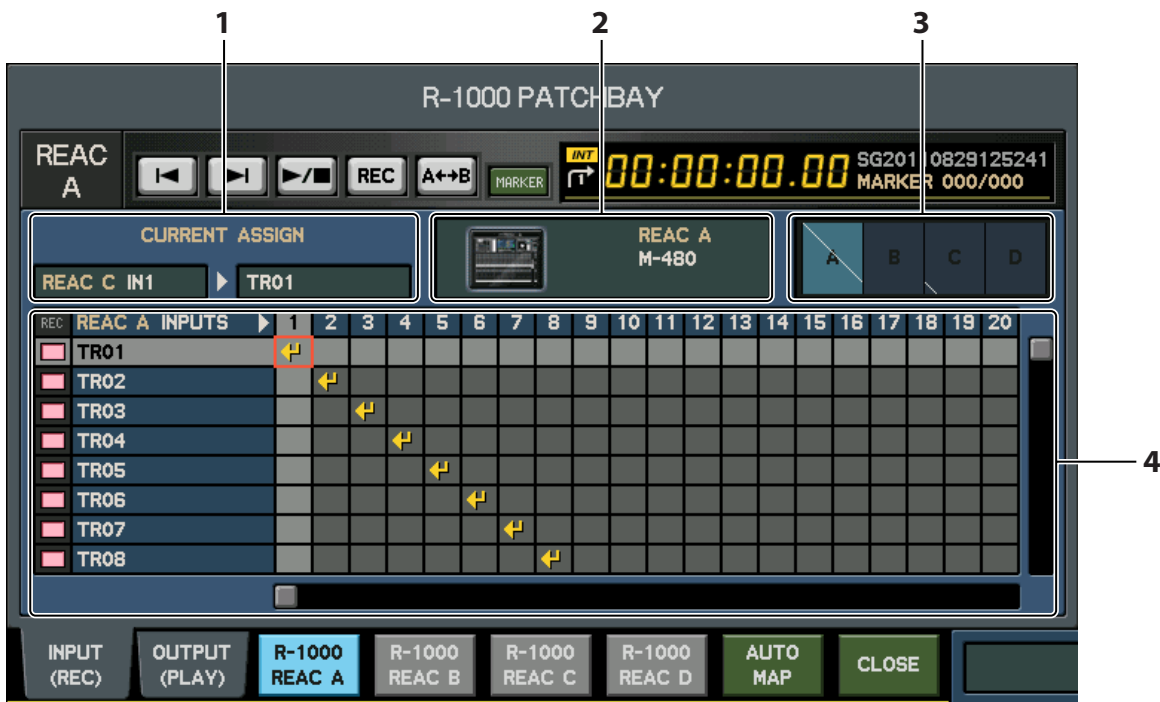 1 2 3
R-1000 PATCHBAY
REAC A
REC A↔B MARKER INT 00:00:00.00 SG20110829125241
MARKER 000/000
CURRENT ASSIGN
REAC C IN1 TR01
REAC A
M-480
A B C D
REC REAC A INPUTS 1 2 3 4 5 6 7 8 9 10 11 12 13 14 15 16 17 18 19 20
TR01
TR02
TR03
TR04
4
TR05
TR06
TR07
TR08
INPUT (REC)
OUTPUT (PLAY)
R-1000 REAC A
R-1000 REAC B
R-1000 REAC C
R-1000 REAC D
AUTO MAP
CLOSE